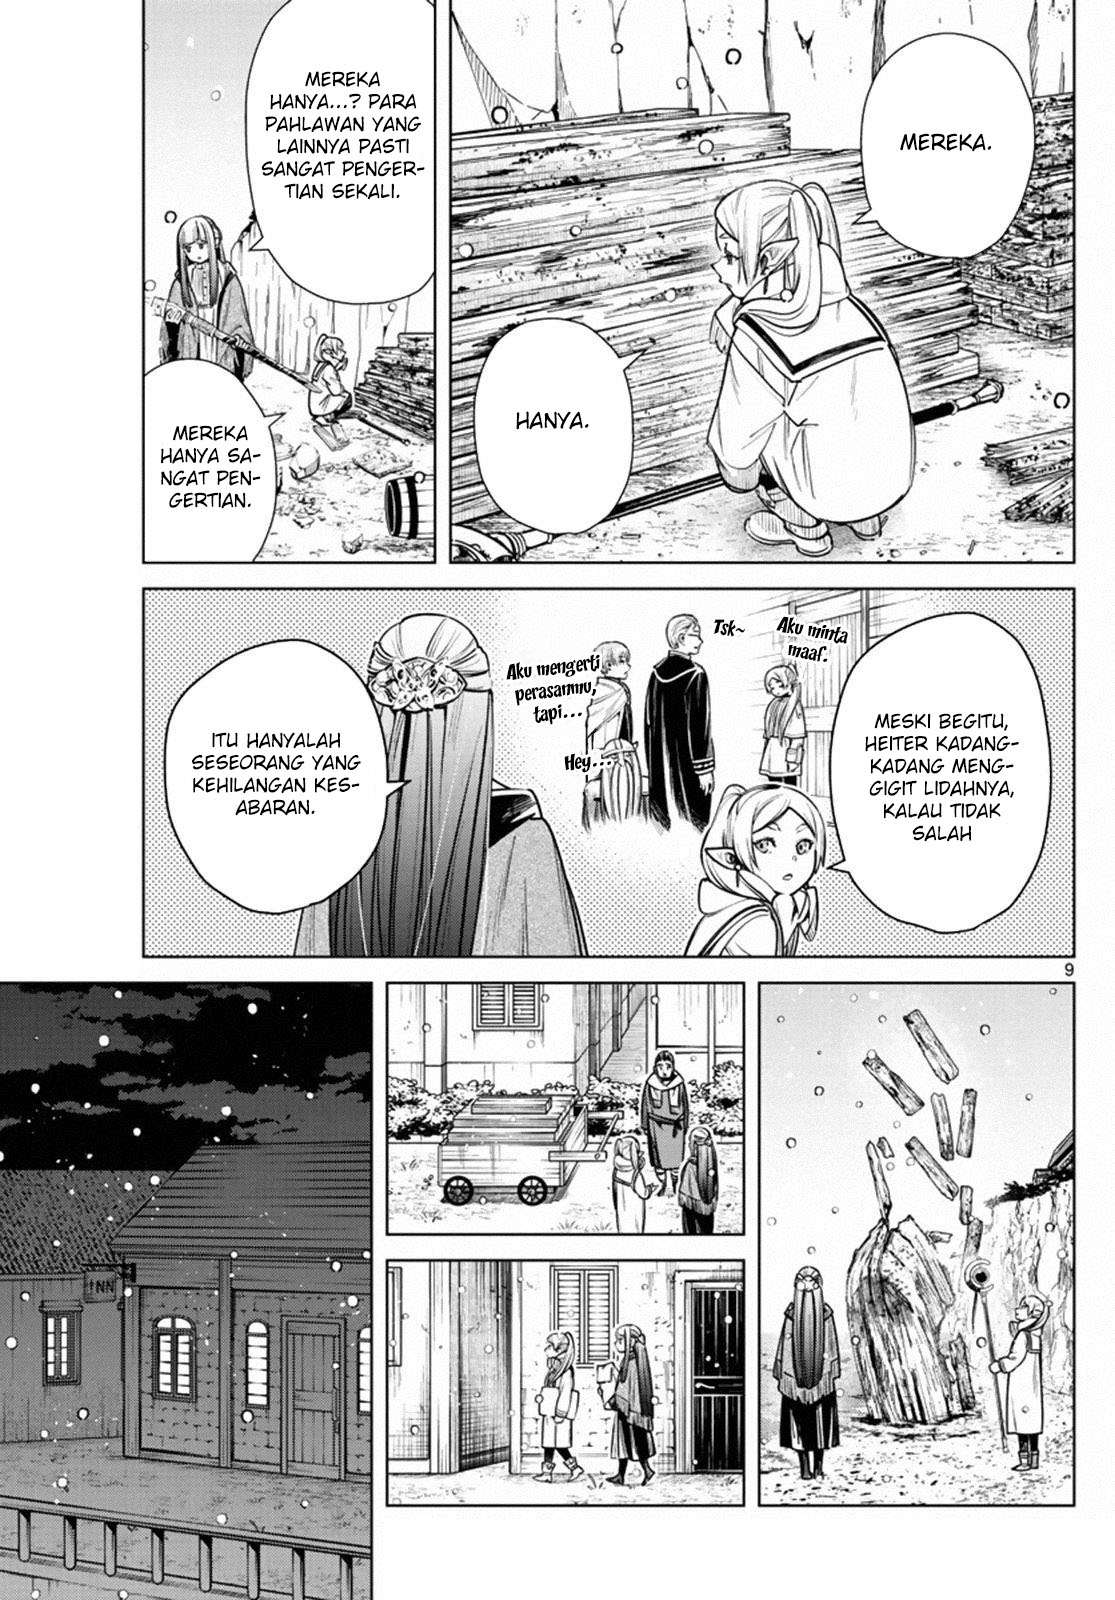 MEREKA.
HANYA.
MEREKA
HANYA...? PARA
PAHLAWAN YANG
LAINNYA PASTI
SANGAT PENGER-
TIAN SEKALI.
MEREKA
HANYA SA-
NGAT PEN-
GERTIAN.
MESKI BEGITU,
HEITER KADANG-
KADANG MENG-
GIGIT LIDAHNYA,
KALAU TIDAK
SALAH
Aku minta
maaf.
Tsk~
Aku mengerti
perasanmu,
tapi...
Hey...
ITU HANYALAH
SESEORANG YANG
KEHILANGAN KES-
ABARAN.
9
INN